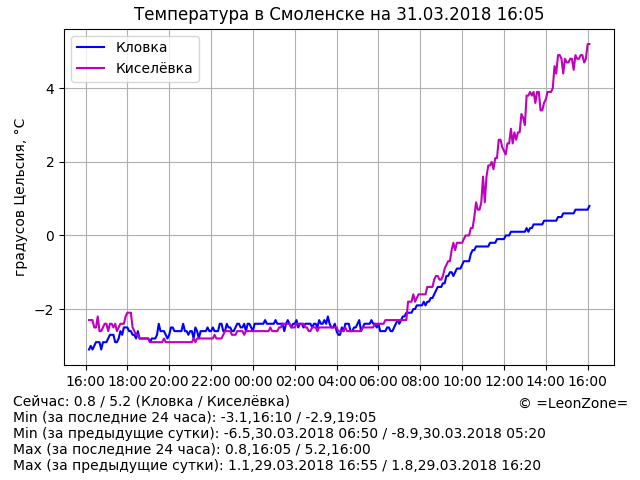 Температура в Смоленске на 31.03.2018 16:05
Кловка
Киселёвка
градусов Цельсия, °C
4
2
0
−2
16:00 18:00 20:00 22:00 00:00 02:00 04:00 06:00 08:00 10:00 12:00 14:00 16:00
Сейчас: 0.8 / 5.2 (Кловка / Киселёвка)
© =LeonZone=
Min (за последние 24 часа): -3.1,16:10 / -2.9,19:05
Min (за предыдущие сутки): -6.5,30.03.2018 06:50 / -8.9,30.03.2018 05:20
Max (за последние 24 часа): 0.8,16:05 / 5.2,16:00
Max (за предыдущие сутки): 1.1,29.03.2018 16:55 / 1.8,29.03.2018 16:20